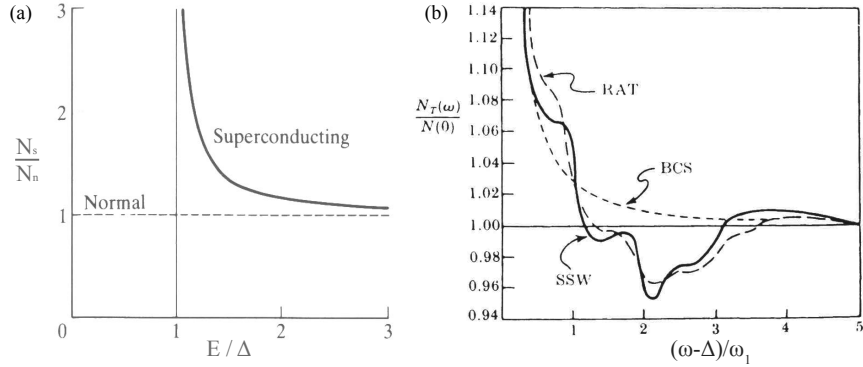 (a)
3
2
1
0
N_s
N_n
Superconducting
Normal
1
2
3
E / Δ
(b)
1.14
1.12
1.10
1.08
1.06
1.04
1.02
1.00
0.98
0.96
0.94
N_T(ω)
N(0)
RAT
BCS
SSW
1
2
3
4
5
(ω-Δ)/ω_1